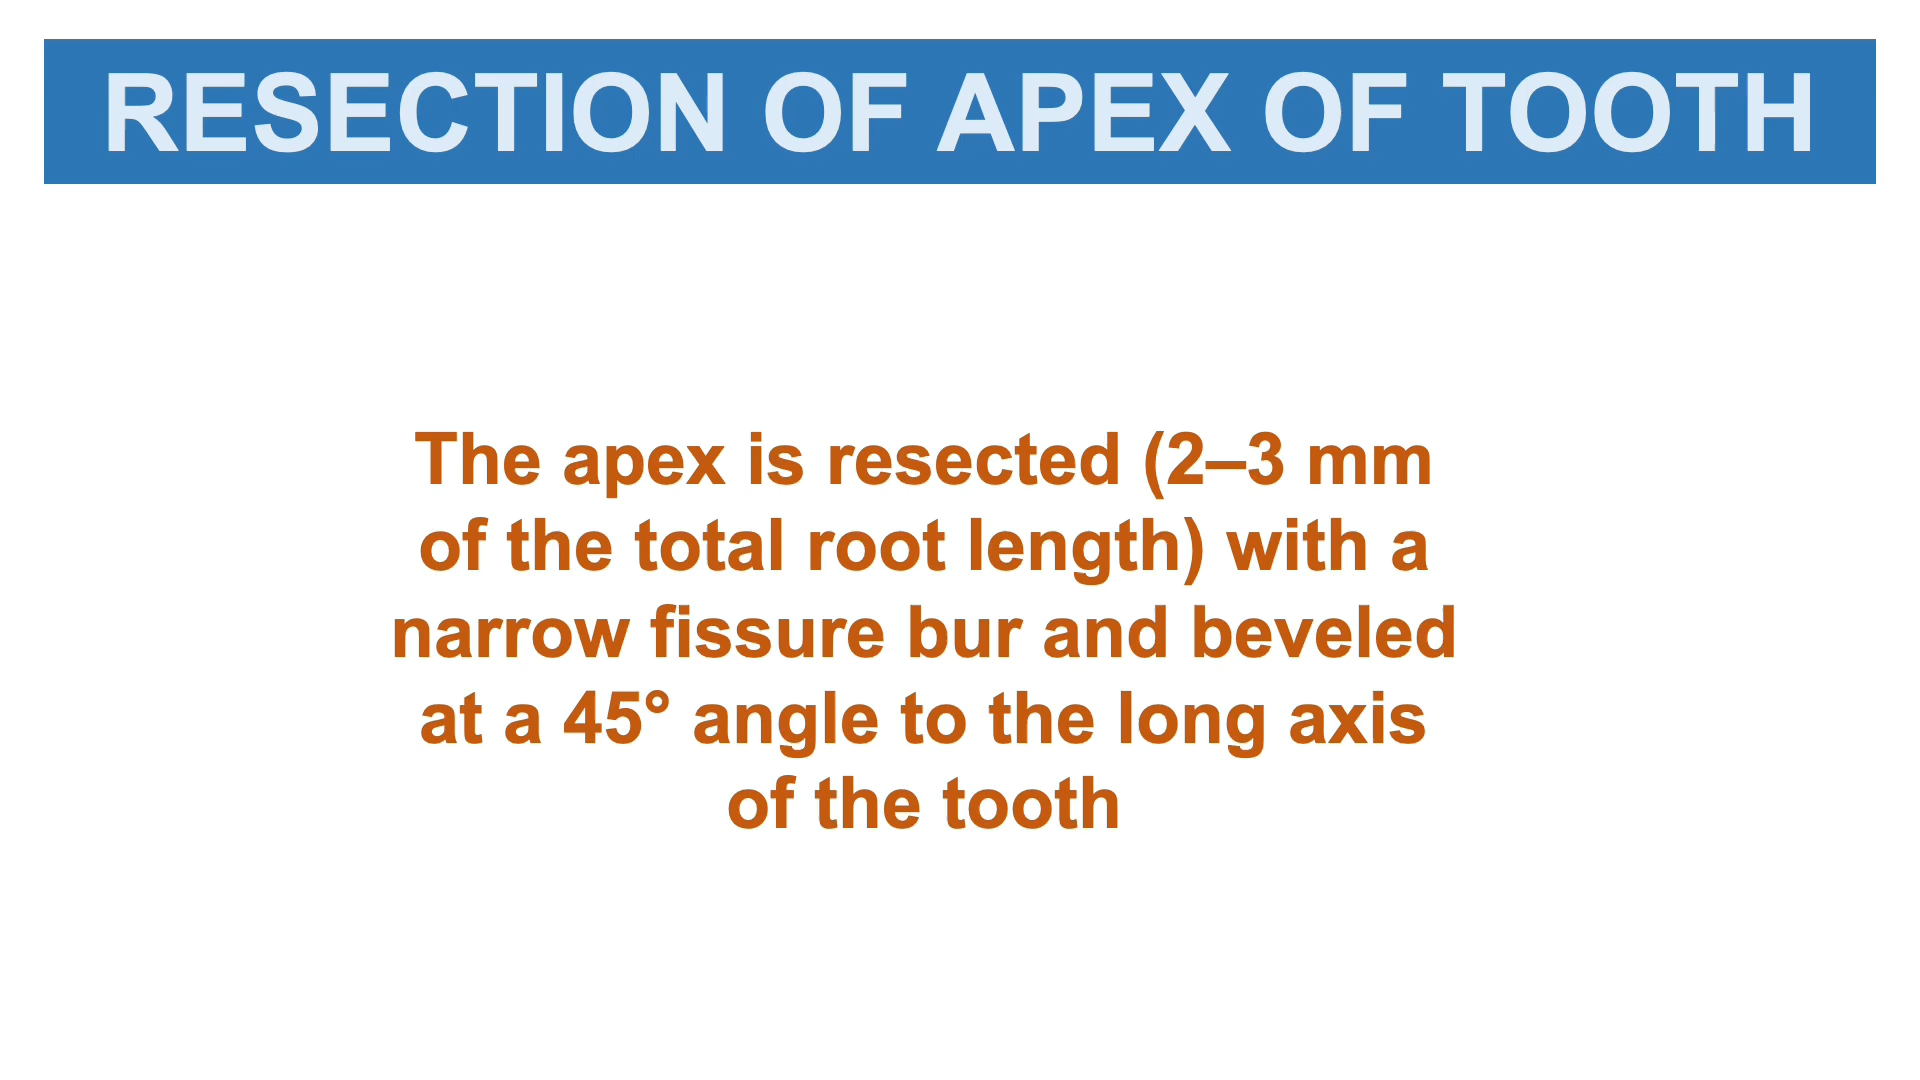 RESECTION OF APEX OF TOOTH
The apex is resected (2–3 mm
of the total root length) with a
narrow fissure bur and beveled
at a 45° angle to the long axis
of the tooth